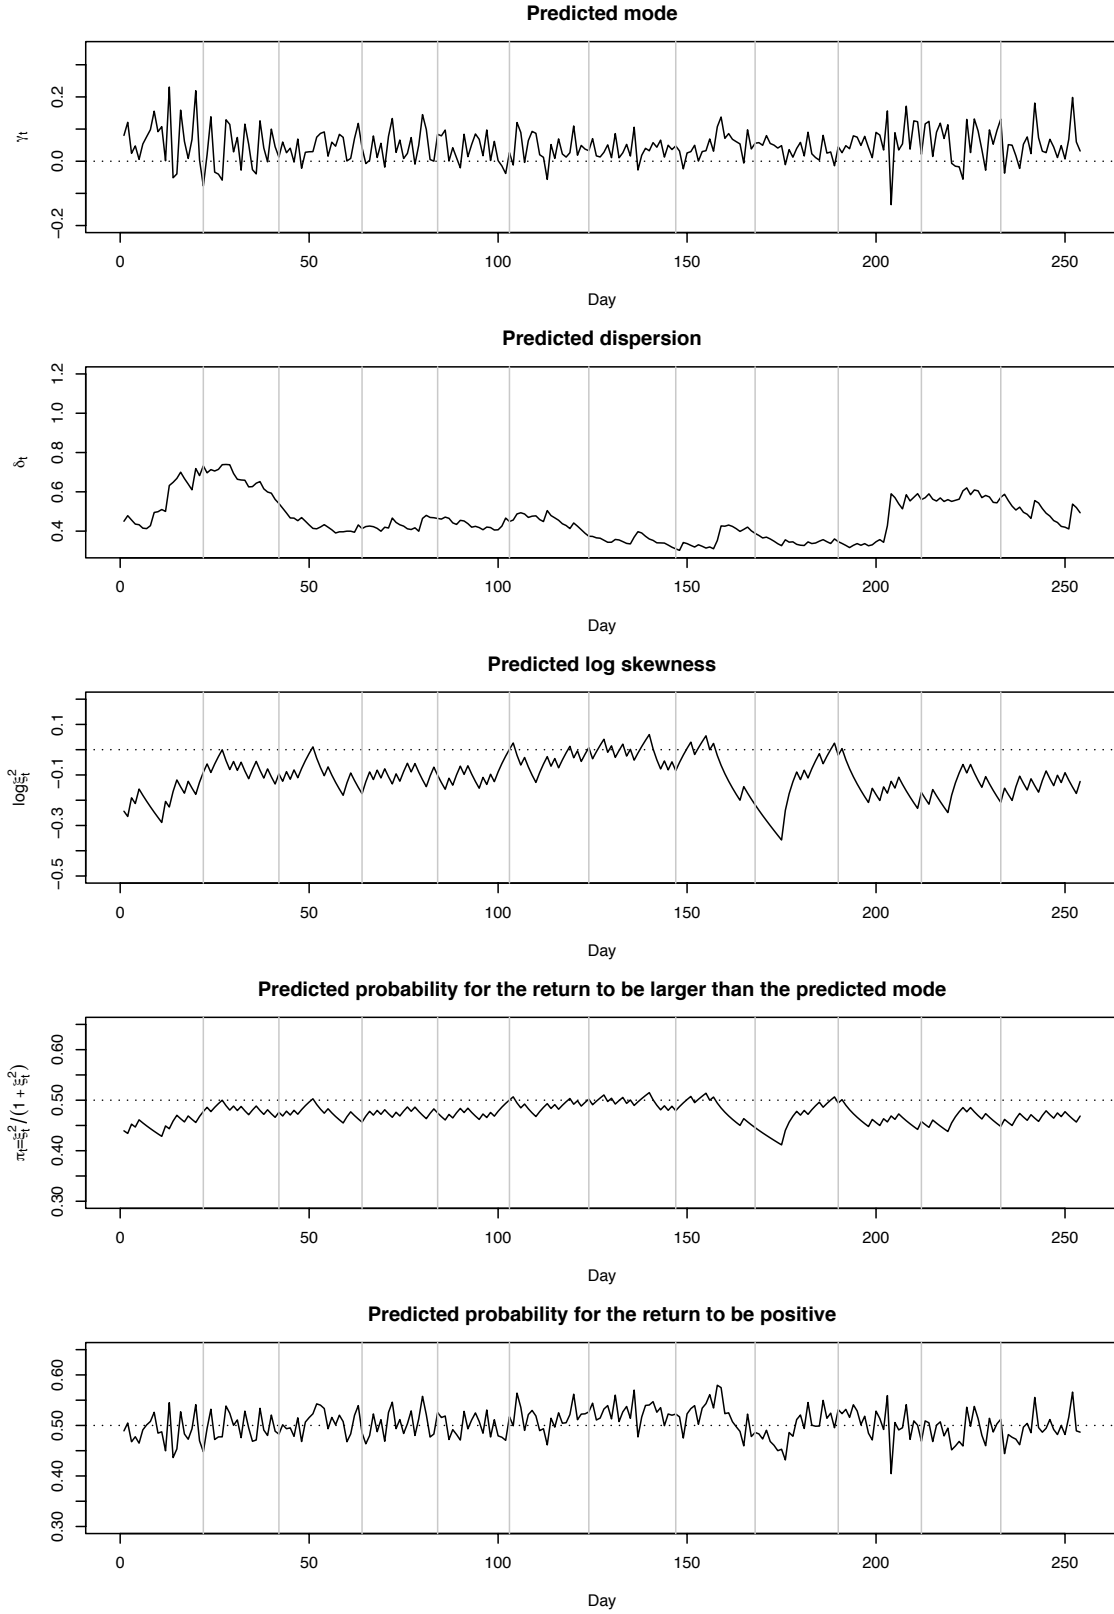 Predicted mode
γt
0.2
0.0
−0.2
0 50 100 150 200 250
Day
Predicted dispersion
δt
1.2
1.0
0.8
0.6
0.4
0 50 100 150 200 250
Day
Predicted log skewness
logξt2
0.1
−0.1
−0.3
−0.5
0 50 100 150 200 250
Day
Predicted probability for the return to be larger than the predicted mode
πt=ξt2/(1 + ξt2)
0.60
0.50
0.40
0.30
0 50 100 150 200 250
Day
Predicted probability for the return to be positive
0.60
0.50
0.40
0.30
0 50 100 150 200 250
Day